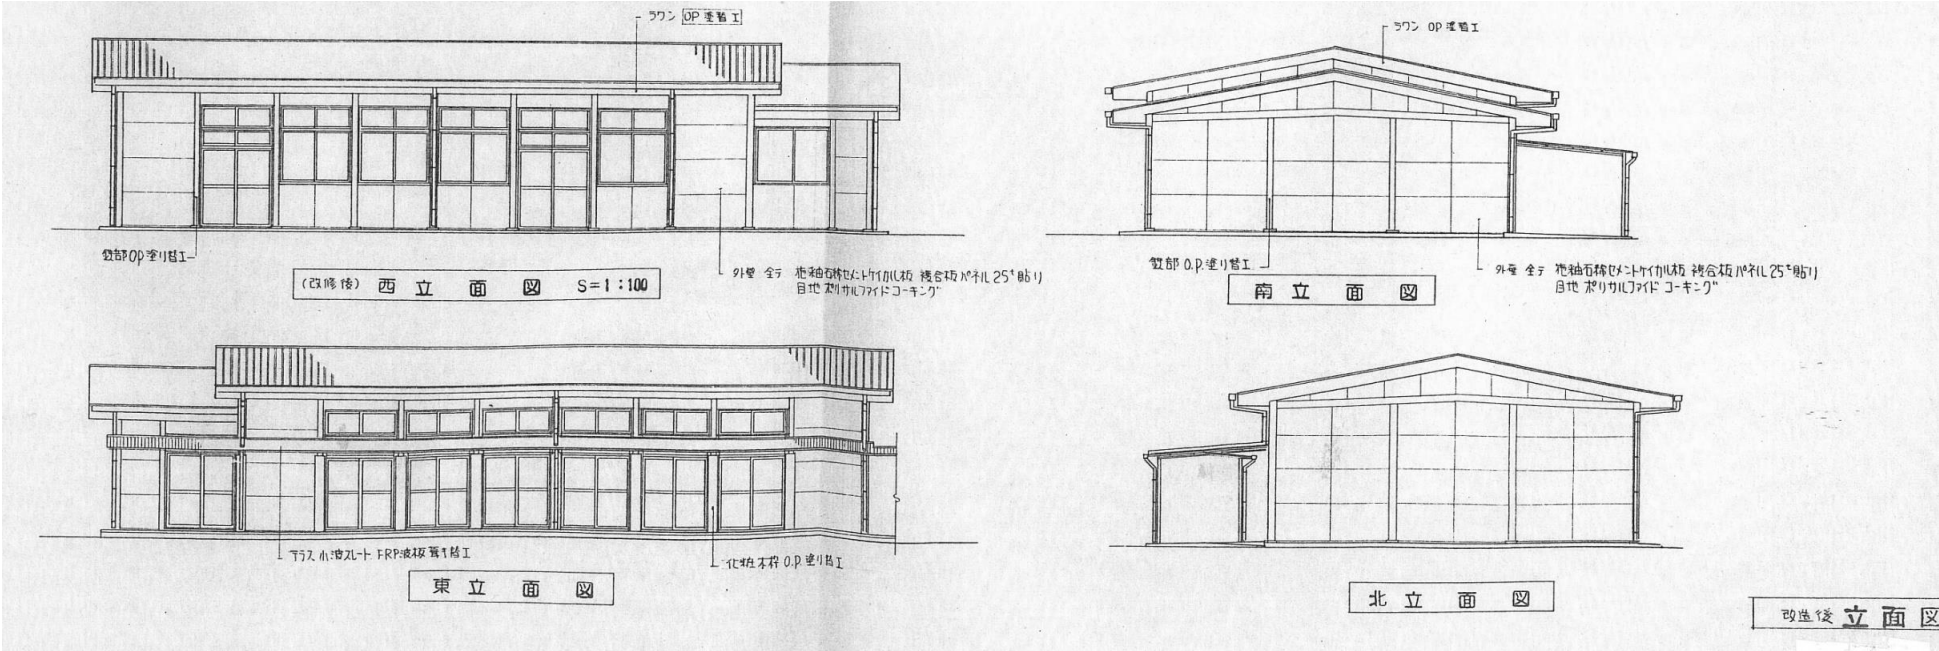 ラワン OP塗替工
鉄部OP塗り替工
(改修後) 西立面図 S=1:100
外壁 全テ 施釉石綿セメントケイカル板 複合板パネル25t貼り
目地 ポリサルファイドコーキング
ラワン OP塗替工
鉄部O.P.塗り替工
南立面図
外壁 全テ 施釉石綿セメントケイカル板 複合板パネル25t貼り
目地 ポリサルファイドコーキング
テラス小波スレート FRP波板葺き替工
化粧木枠O.P.塗り替工
東立面図
北立面図
改造後 立面図